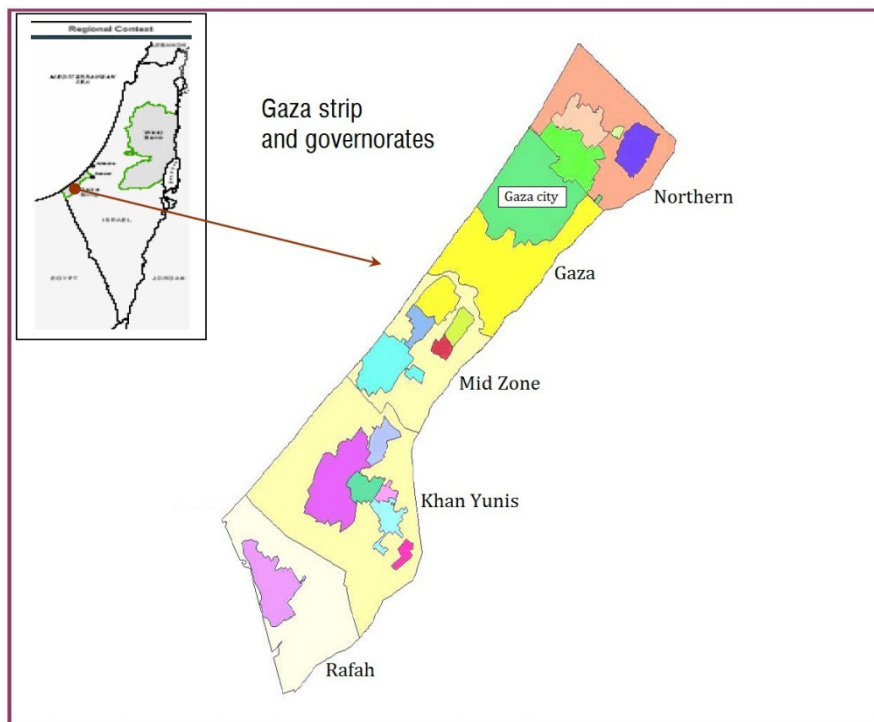 Regional Context
LEBANON
MEDITERRANEAN
SEA
West
Bank
ISRAEL
EGYPT
JORDAN
Gaza strip
and governorates
Gaza city
Northern
Gaza
Mid Zone
Khan Yunis
Rafah